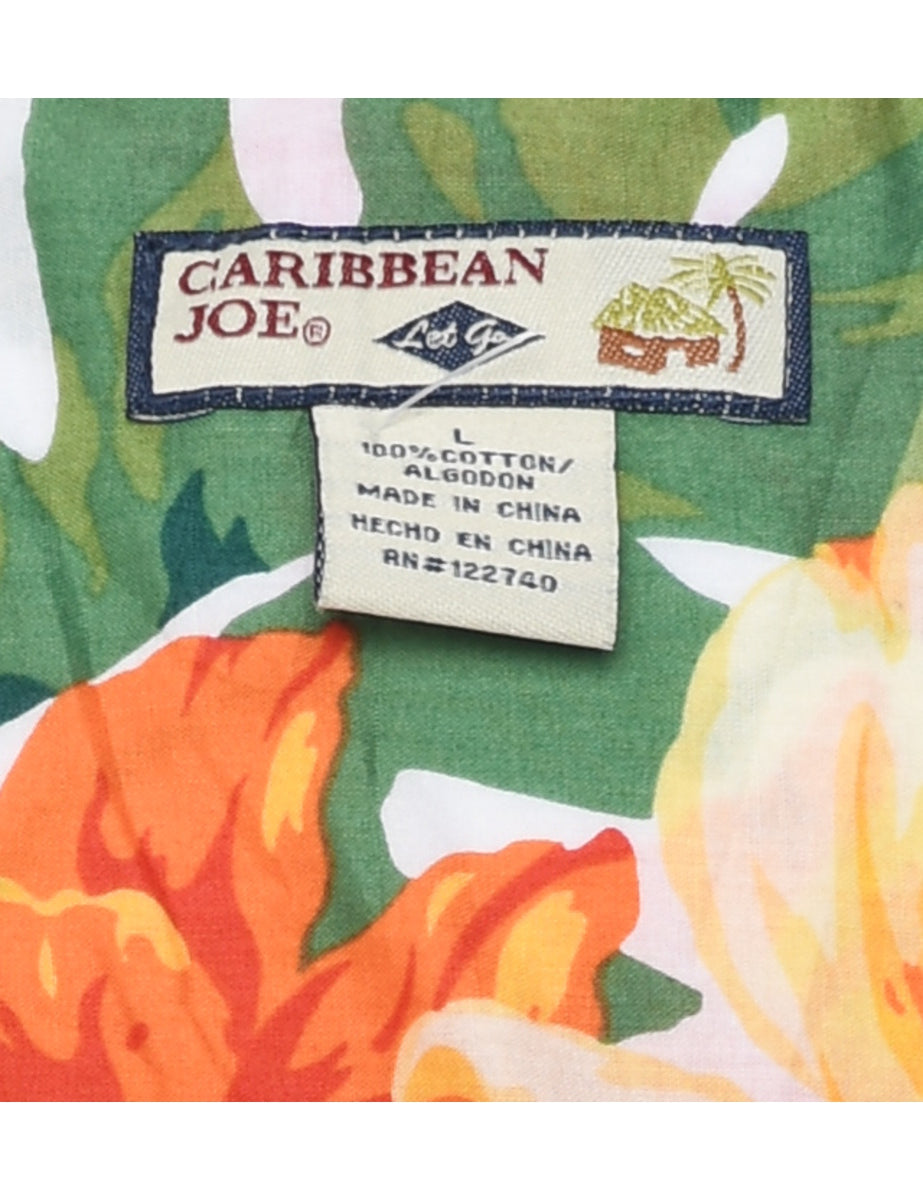 CARIBBEAN
JOE®
Let Go
L
100%COTTON/
ALGODON
MADE IN CHINA
HECHO EN CHINA
RN#122740